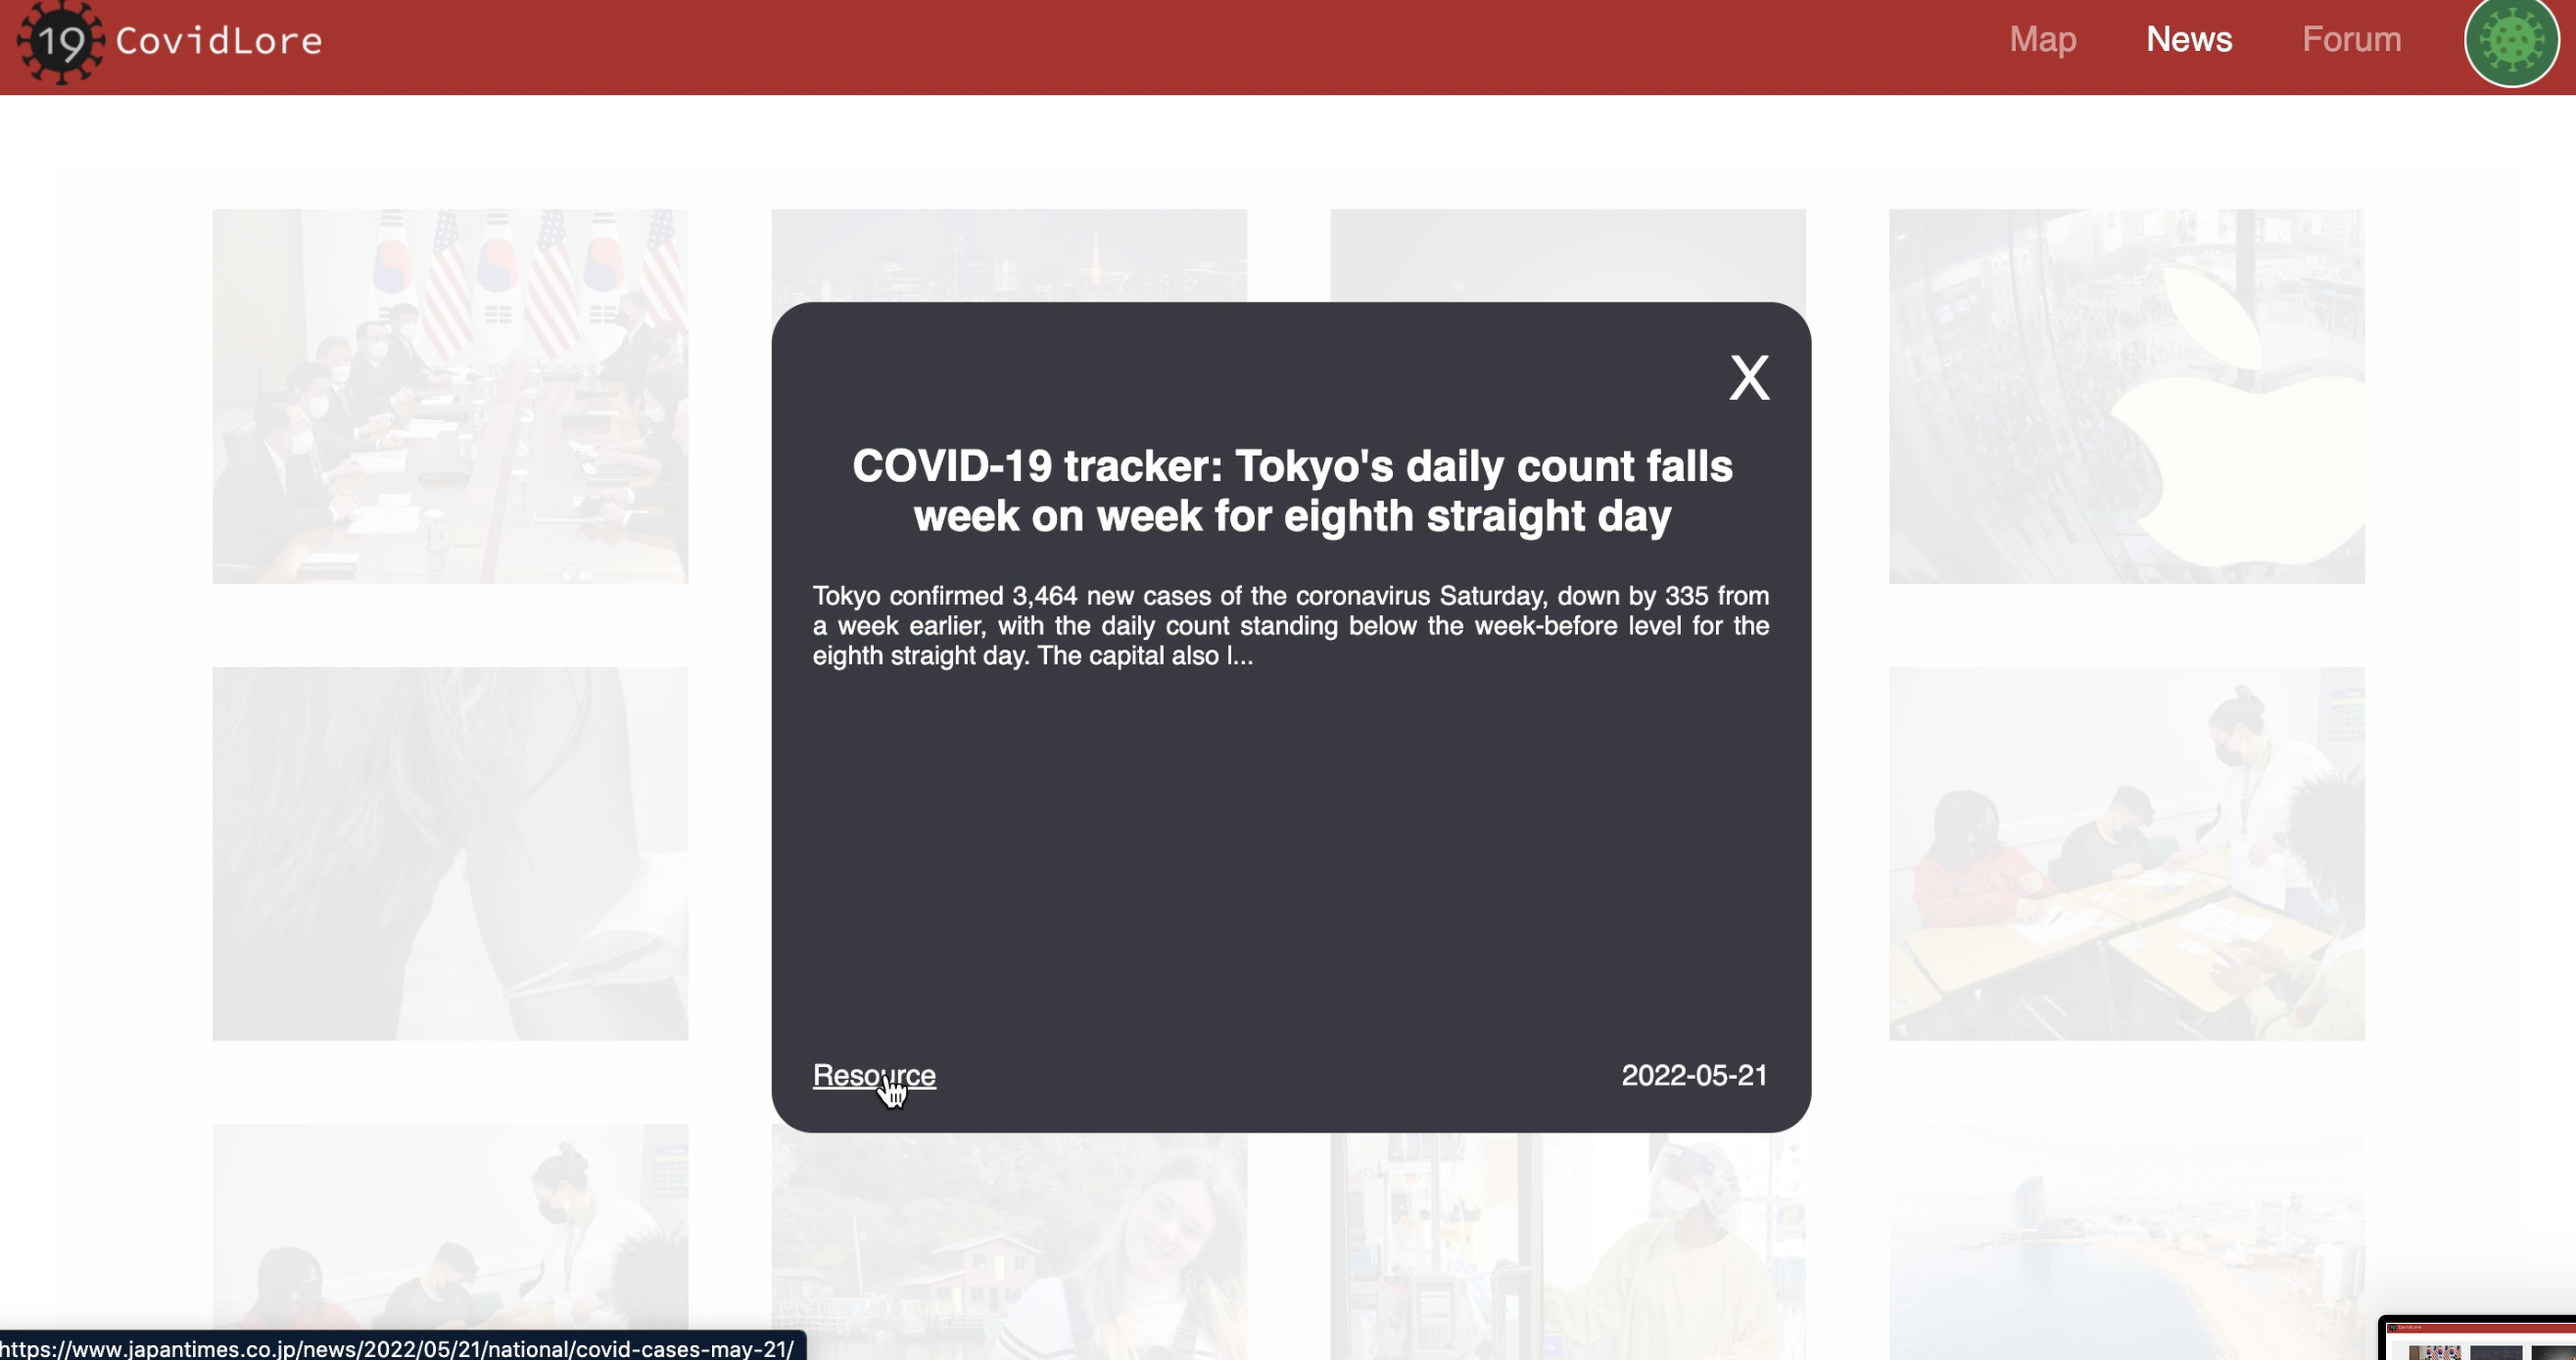 19 CovidLore
Map News Forum
X
COVID-19 tracker: Tokyo's daily count falls
week on week for eighth straight day
Tokyo confirmed 3,464 new cases of the coronavirus Saturday, down by 335 from
a week earlier, with the daily count standing below the week-before level for the
eighth straight day. The capital also l...
Resource 2022-05-21
https://www.japantimes.co.jp/news/2022/05/21/national/covid-cases-may-21/